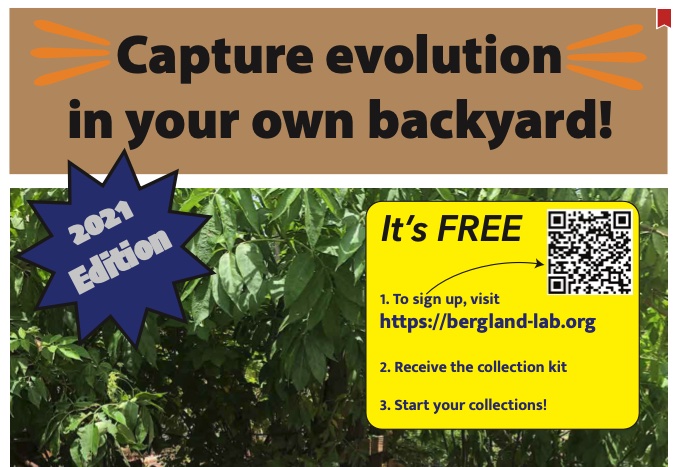 Capture evolution
in your own backyard!
2021
Edition
It's FREE
1. To sign up, visit
https://bergland-lab.org
2. Receive the collection kit
3. Start your collections!